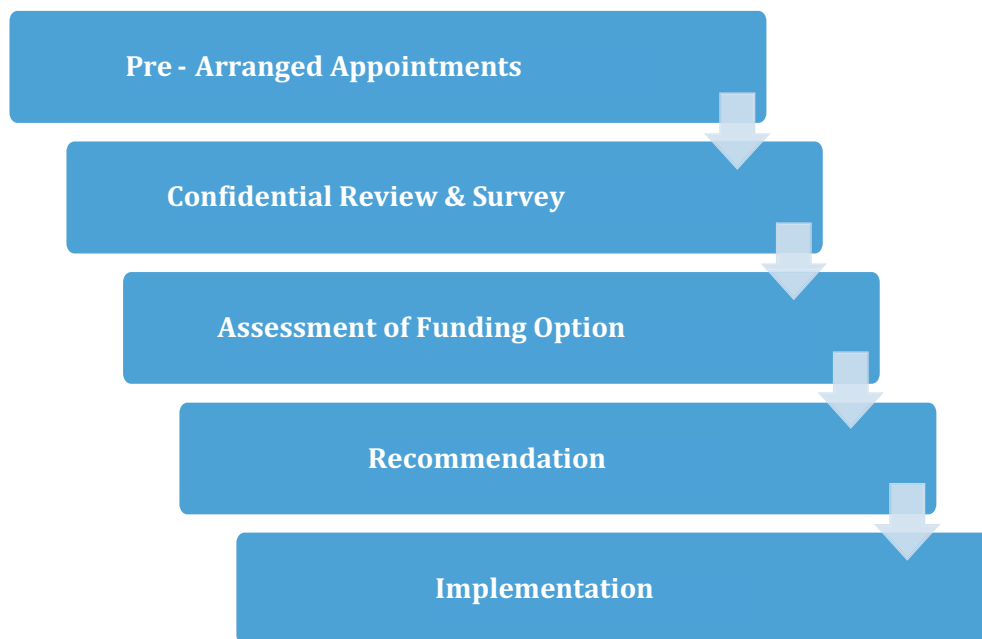 Pre - Arranged Appointments
Confidential Review & Survey
Assessment of Funding Option
Recommendation
Implementation